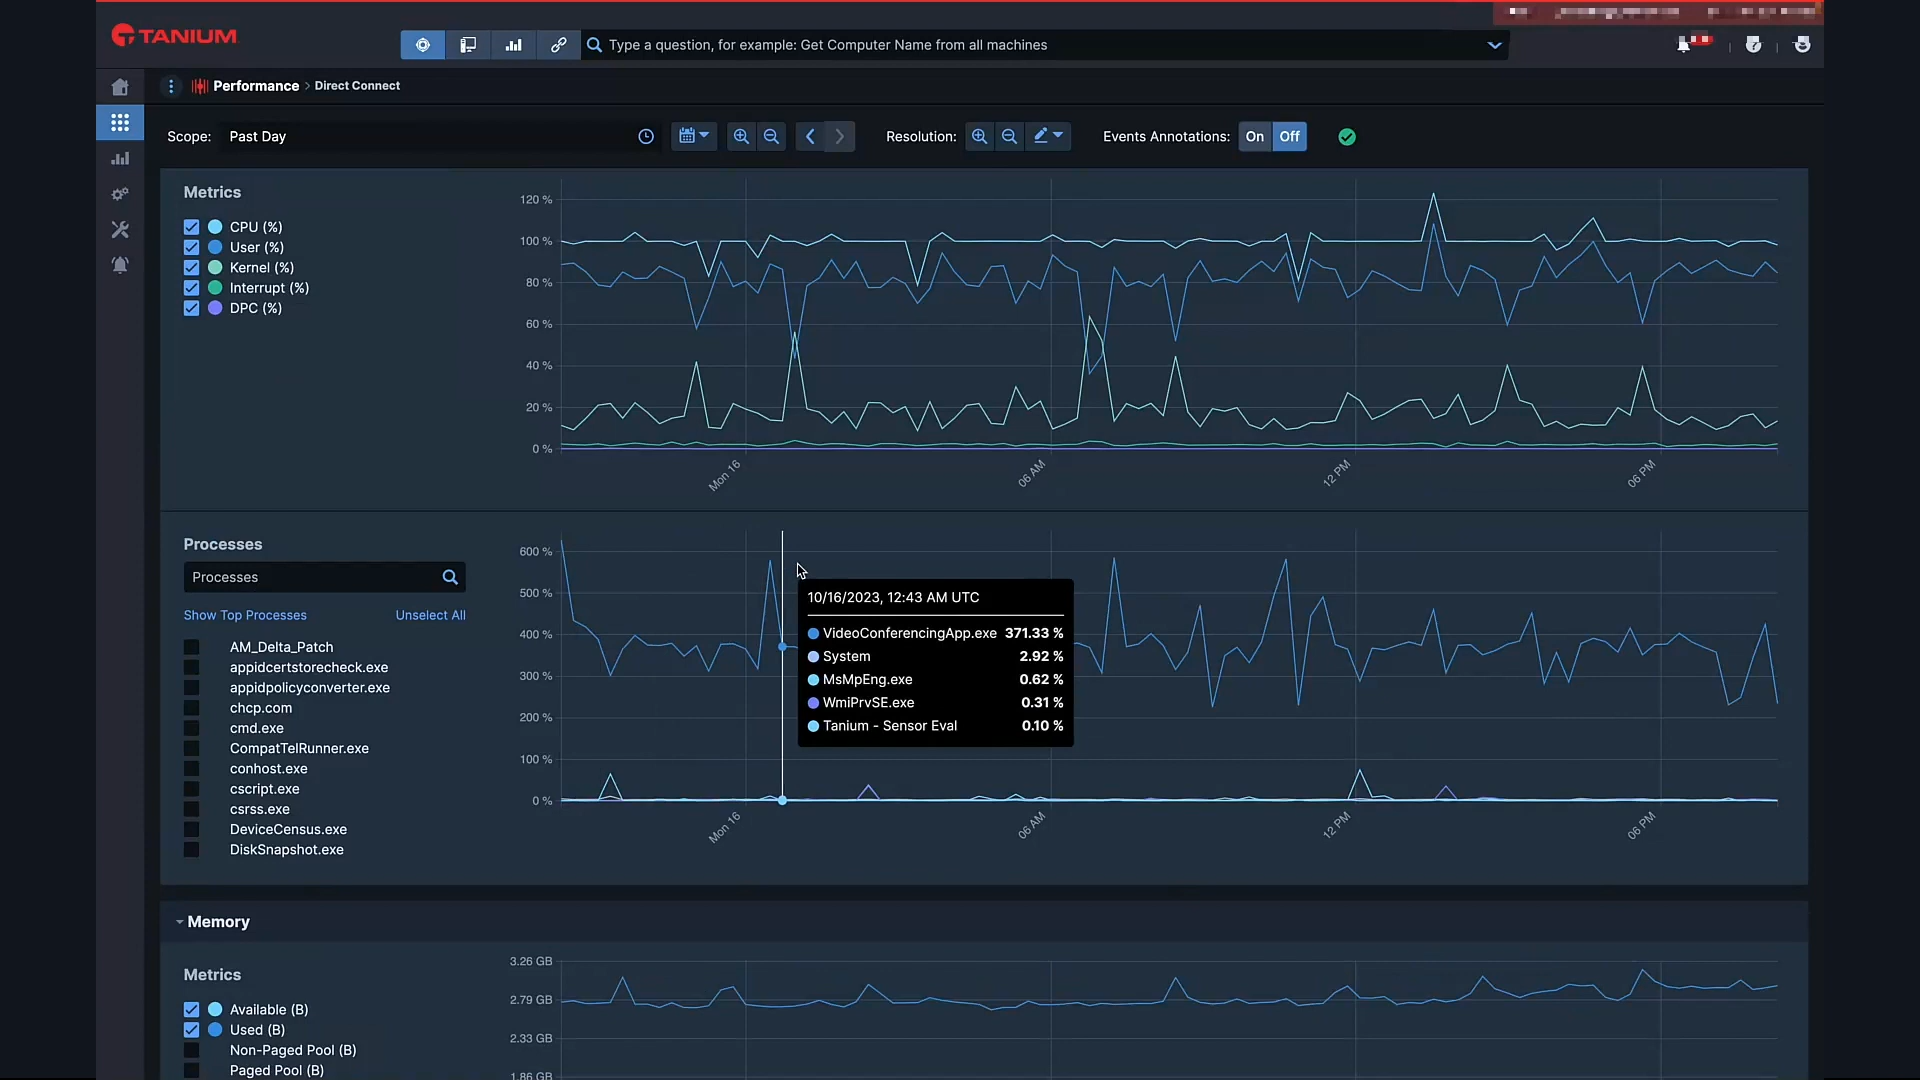 TANIUM
Type a question, for example: Get Computer Name from all machines
Performance > Direct Connect
Scope: Past Day
Resolution:
Events Annotations: On Off
Metrics
CPU (%)
User (%)
Kernel (%)
Interrupt (%)
DPC (%)
120 %
100 %
80 %
60 %
40 %
20 %
0 %
Mon 16
06 AM
12 PM
06 PM
Processes
Processes
Show Top Processes Unselect All
AM_Delta_Patch
appidcertstorecheck.exe
appidpolicyconverter.exe
chcp.com
cmd.exe
CompatTelRunner.exe
conhost.exe
cscript.exe
csrss.exe
DeviceCensus.exe
DiskSnapshot.exe
600 %
500 %
400 %
300 %
200 %
100 %
0 %
10/16/2023, 12:43 AM UTC
VideoConferencingApp.exe 371.33 %
System 2.92 %
MsMpEng.exe 0.62 %
WmiPrvSE.exe 0.31 %
Tanium - Sensor Eval 0.10 %
Mon 16
06 AM
12 PM
06 PM
Memory
Metrics
Available (B)
Used (B)
Non-Paged Pool (B)
Paged Pool (B)
3.26 GB
2.79 GB
2.33 GB
1.86 GB